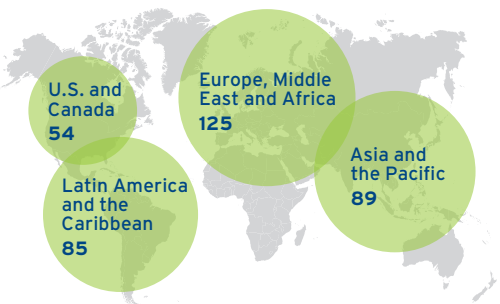 U.S. and
Canada
54
Europe, Middle
East and Africa
125
Asia and
the Pacific
89
Latin America
and the
Caribbean
85